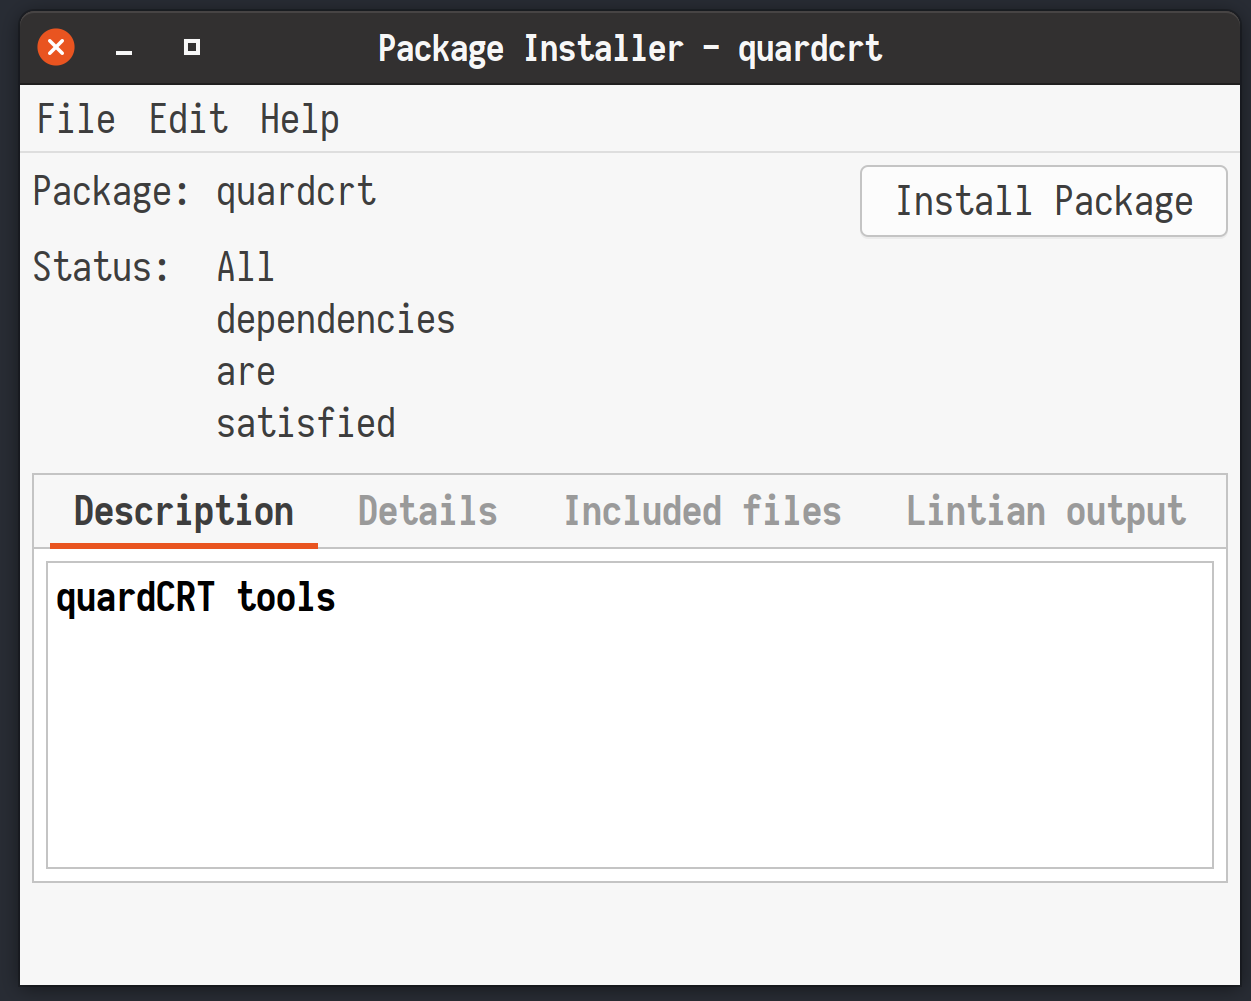 Package Installer - quardcrt
File Edit Help
Package: quardcrt
Install Package
Status: All
dependencies
are
satisfied
Description Details Included files Lintian output
quardCRT tools